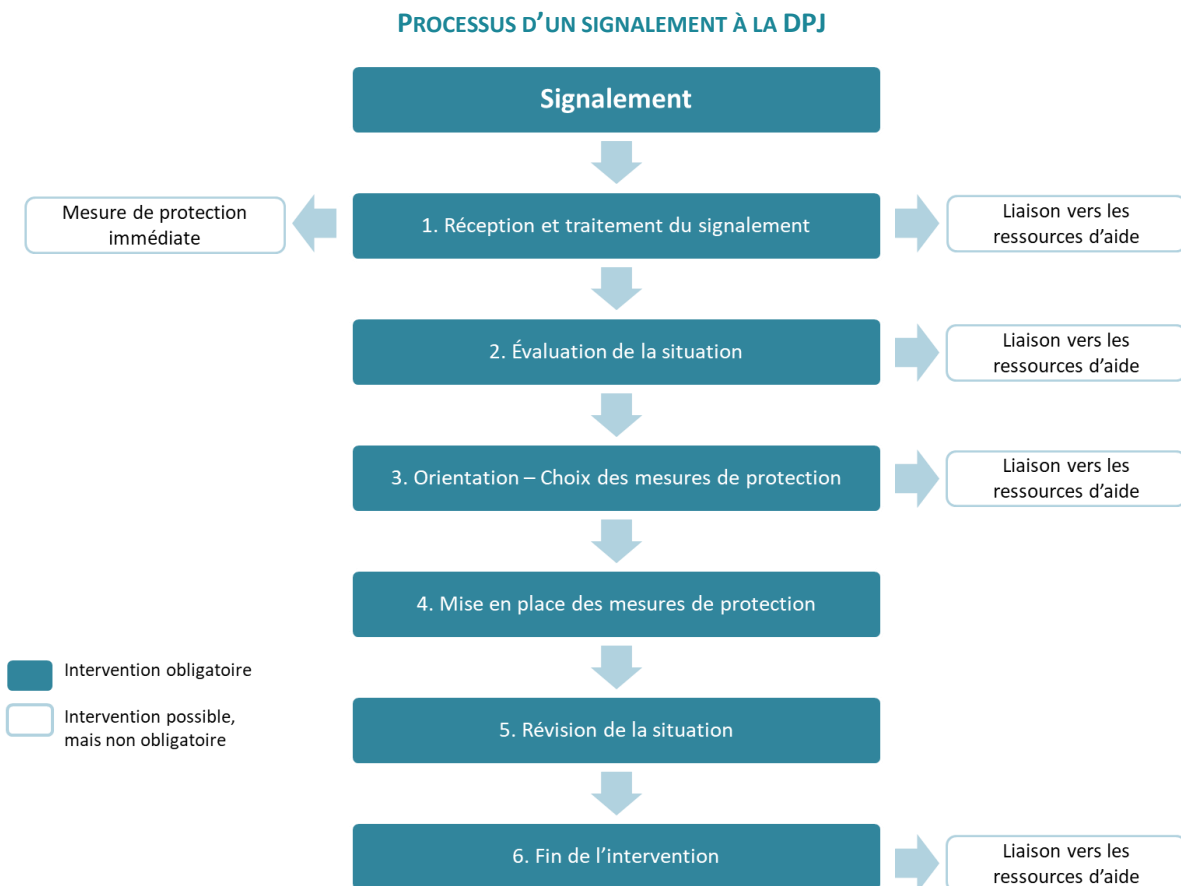 PROCESSUS D'UN SIGNALEMENT À LA DPJ
Signalement
Mesure de protection
immédiate
1. Réception et traitement du signalement
Liaison vers les
ressources d'aide
2. Évaluation de la situation
Liaison vers les
ressources d'aide
3. Orientation – Choix des mesures de protection
Liaison vers les
ressources d'aide
4. Mise en place des mesures de protection
Intervention obligatoire
Intervention possible,
mais non obligatoire
5. Révision de la situation
6. Fin de l'intervention
Liaison vers les
ressources d'aide